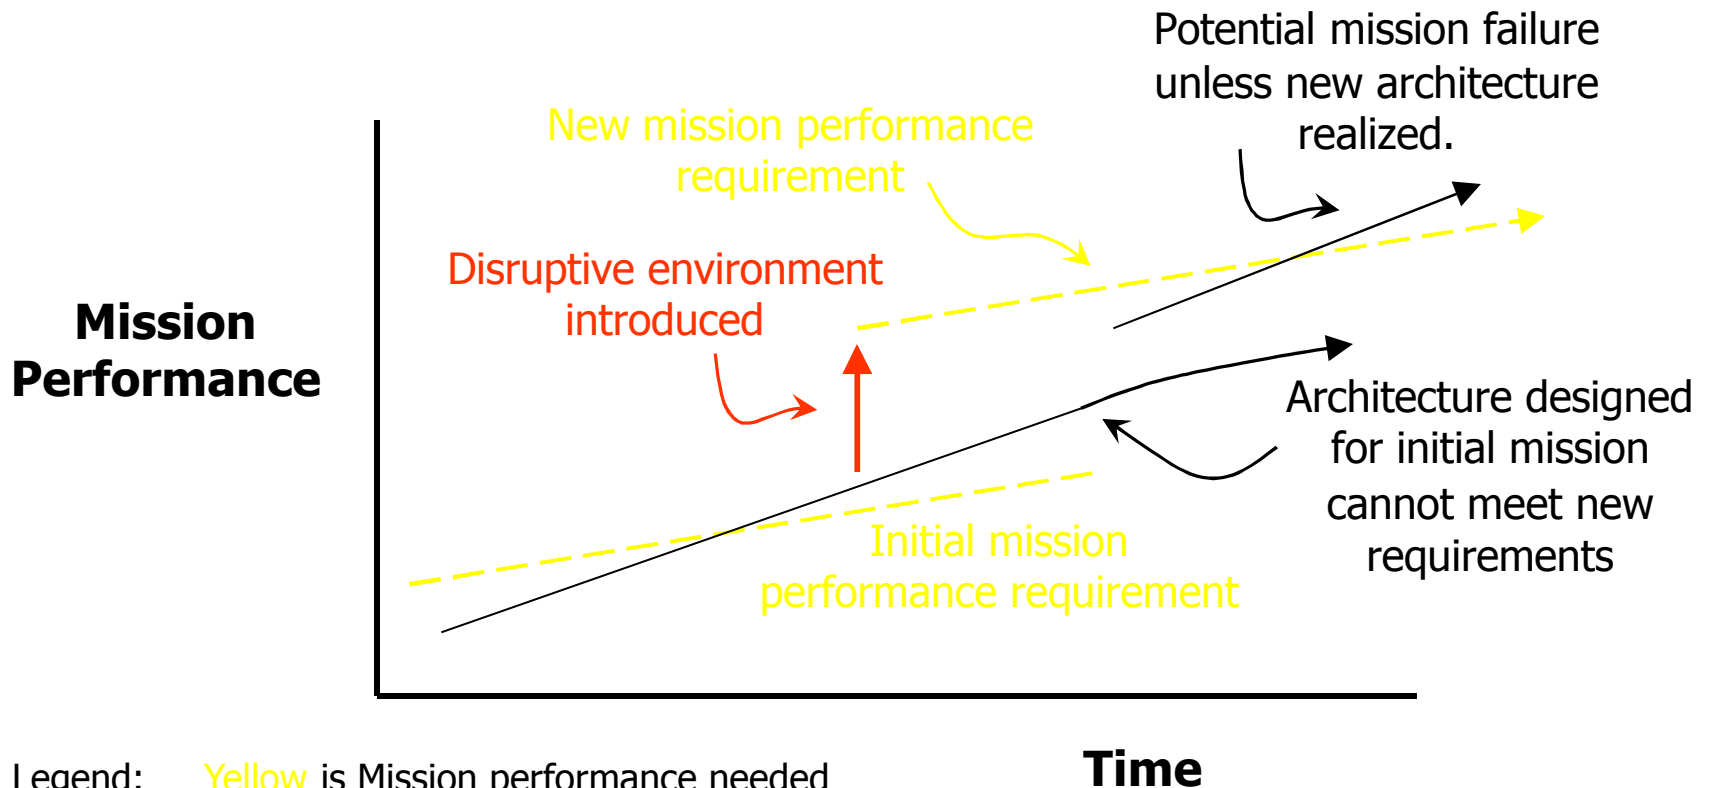 Potential mission failure
unless new architecture
realized.
New mission performance
requirement
Disruptive environment
introduced
Mission
Performance
Architecture designed
for initial mission
cannot meet new
requirements
Initial mission
performance requirement
Time
Legend: Yellow is Mission performance needed